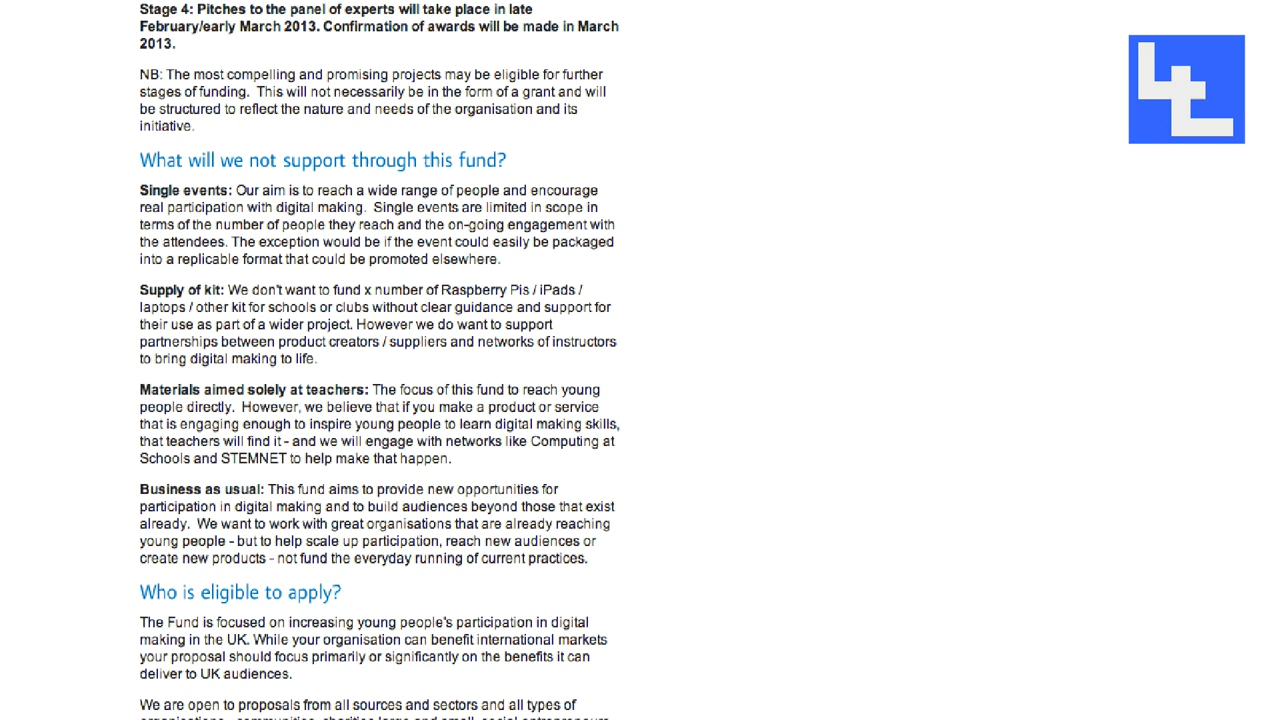 Stage 4: Pitches to the panel of experts will take place in late
February/early March 2013. Confirmation of awards will be made in March
2013.
NB: The most compelling and promising projects may be eligible for further
stages of funding.  This will not necessarily be in the form of a grant and will
be structured to reflect the nature and needs of the organisation and its
initiative.
What will we not support through this fund?
Single events: Our aim is to reach a wide range of people and encourage
real participation with digital making.  Single events are limited in scope in
terms of the number of people they reach and the on-going engagement with
the attendees. The exception would be if the event could easily be packaged
into a replicable format that could be promoted elsewhere.
Supply of kit: We don't want to fund x number of Raspberry Pis / iPads /
laptops / other kit for schools or clubs without clear guidance and support for
their use as part of a wider project. However we do want to support
partnerships between product creators / suppliers and networks of instructors
to bring digital making to life.
Materials aimed solely at teachers: The focus of this fund to reach young
people directly.  However, we believe that if you make a product or service
that is engaging enough to inspire young people to learn digital making skills,
that teachers will find it - and we will engage with networks like Computing at
Schools and STEMNET to help make that happen.
Business as usual: This fund aims to provide new opportunities for
participation in digital making and to build audiences beyond those that exist
already.  We want to work with great organisations that are already reaching
young people - but to help scale up participation, reach new audiences or
create new products - not fund the everyday running of current practices.
Who is eligible to apply?
The Fund is focused on increasing young people's participation in digital
making in the UK. While your organisation can benefit international markets
your proposal should focus primarily or significantly on the benefits it can
deliver to UK audiences.
We are open to proposals from all sources and sectors and all types of